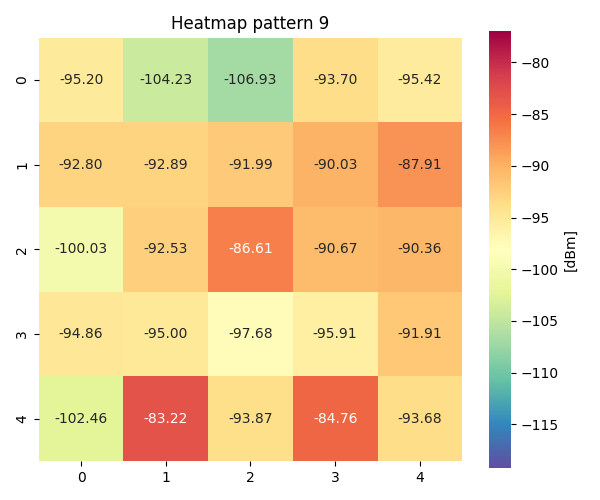 Heatmap pattern 9
0 -95.20 -104.23 -106.93 -93.70 -95.42
1 -92.80 -92.89 -91.99 -90.03 -87.91
2 -100.03 -92.53 -86.61 -90.67 -90.36
3 -94.86 -95.00 -97.68 -95.91 -91.91
4 -102.46 -83.22 -93.87 -84.76 -93.68
0 1 2 3 4
−80
−85
−90
−95
−100
−105
−110
−115
[dBm]